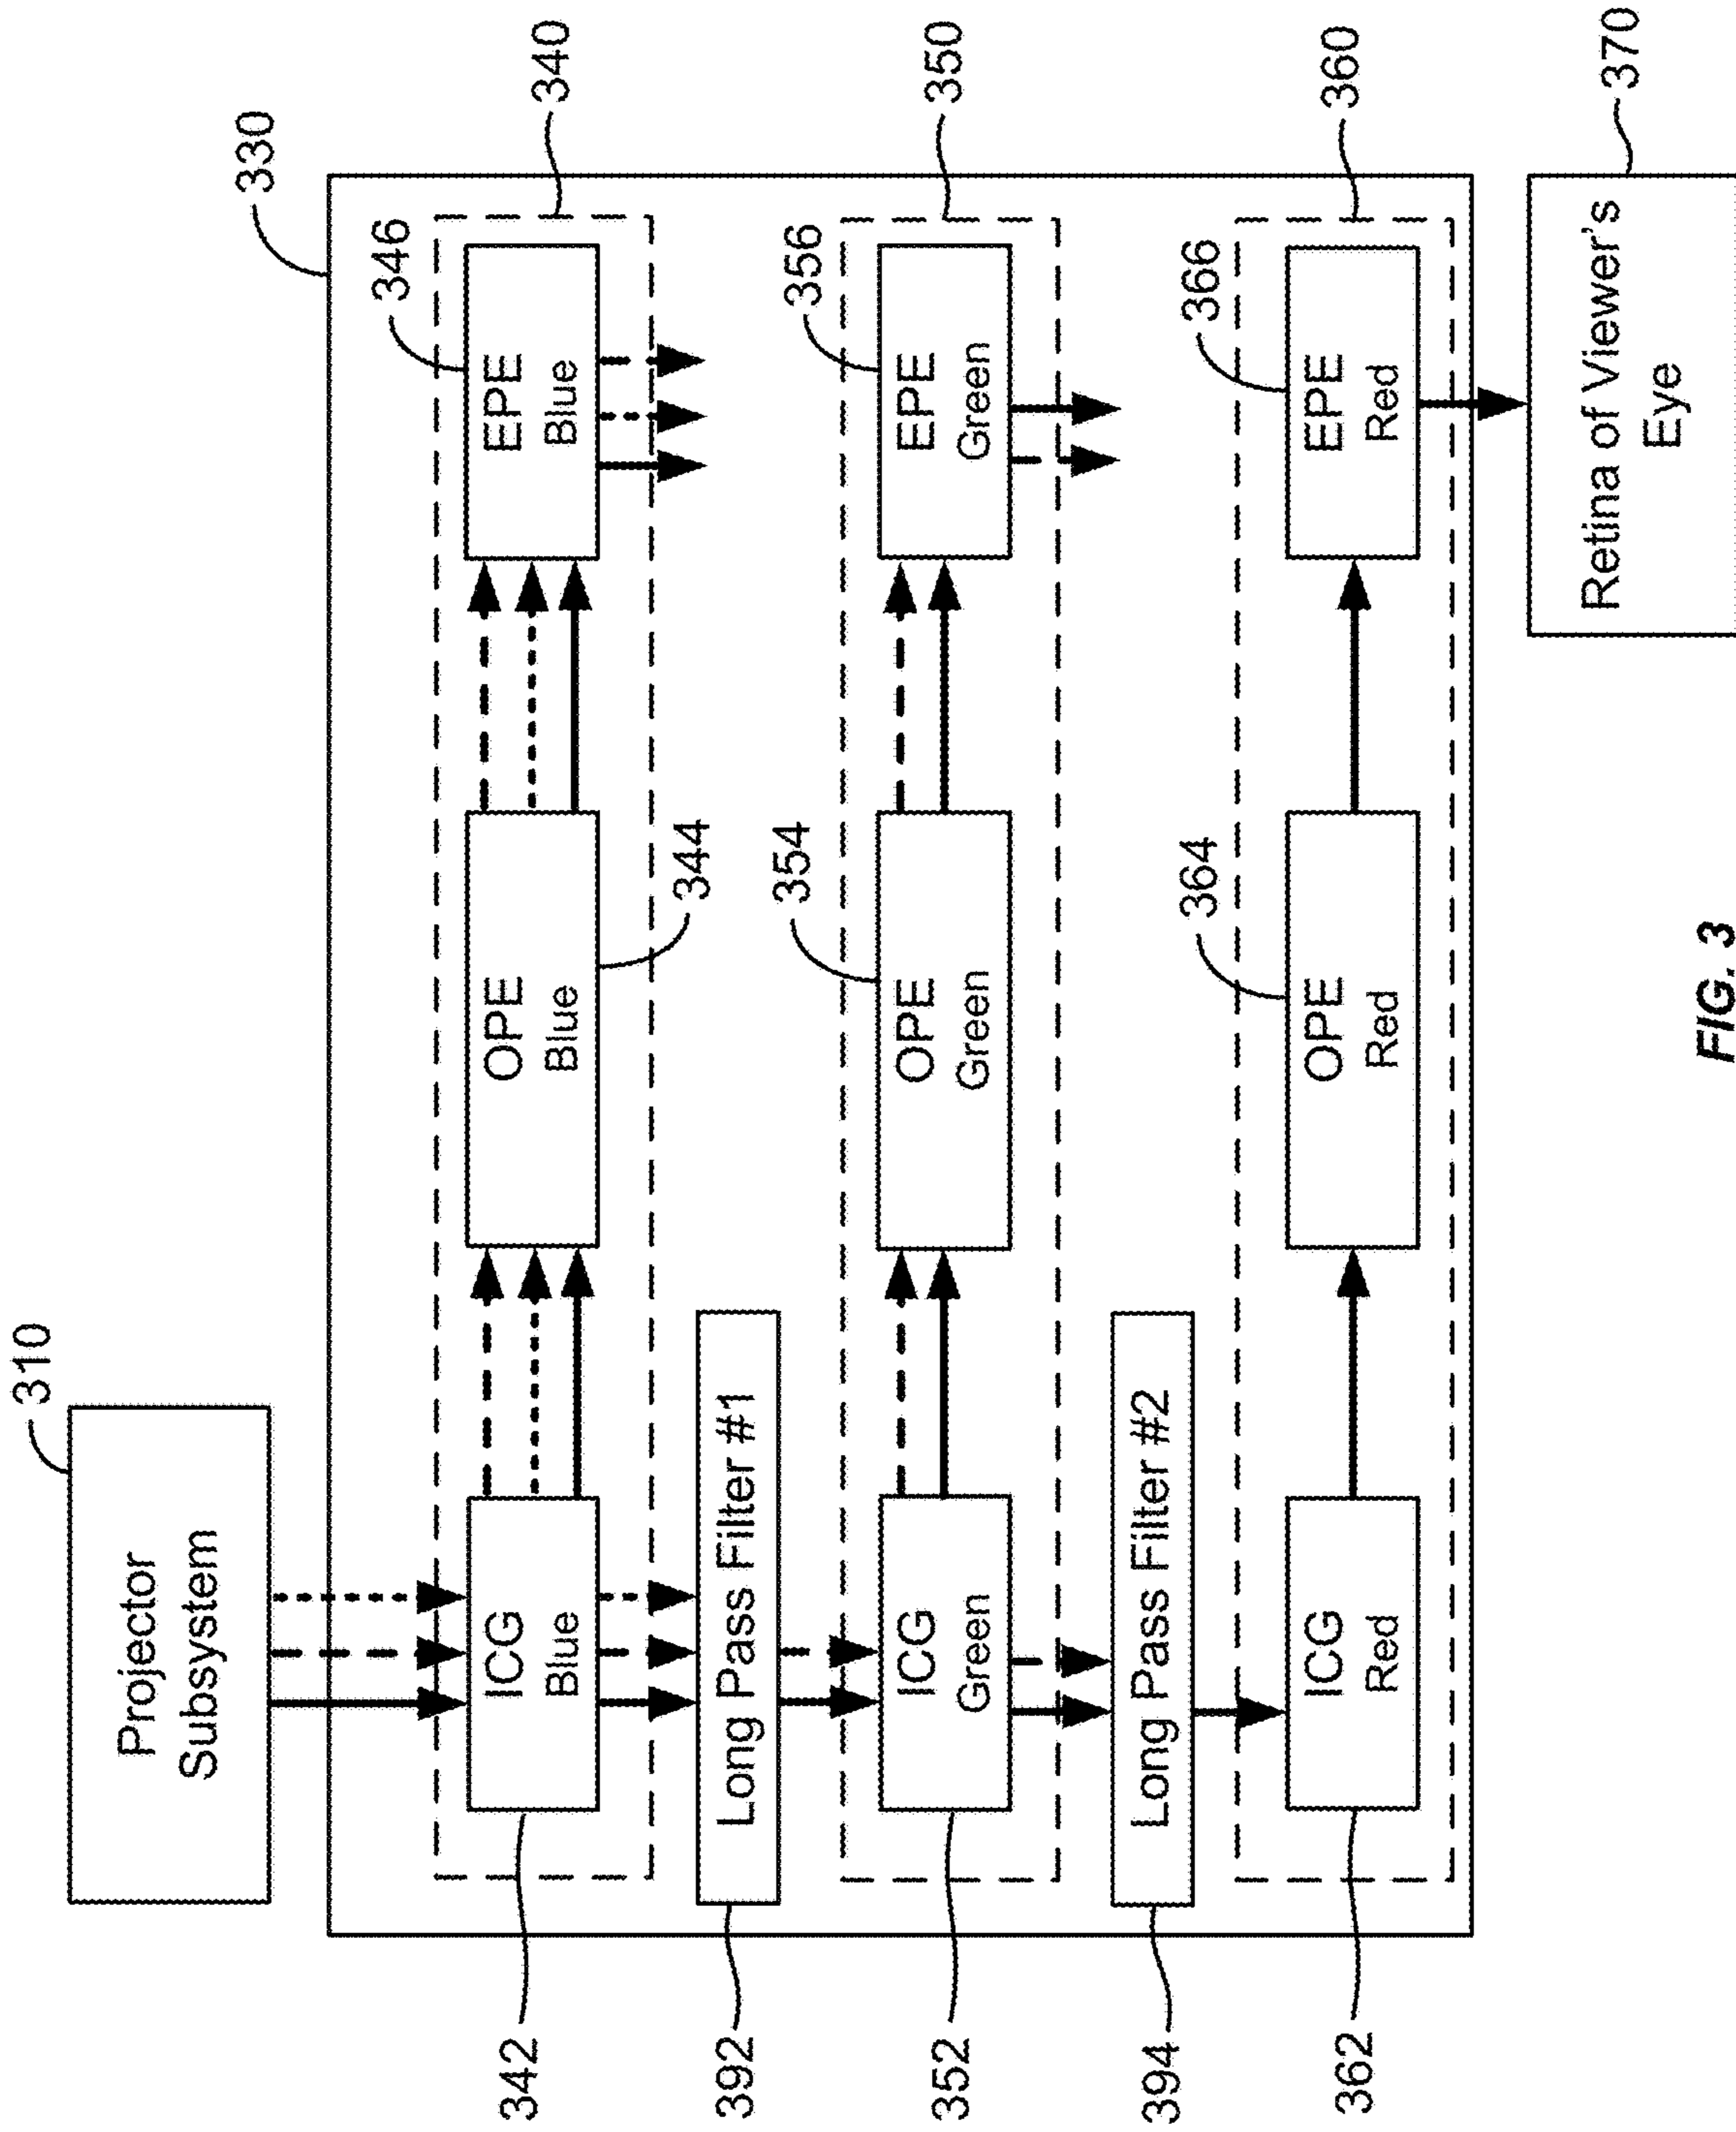 310
Projector
Subsystem
330
340
342
ICG
Blue
344
OPE
Blue
346
EPE
Blue
392
Long Pass Filter #1
350
352
ICG
Green
354
OPE
Green
356
EPE
Green
394
Long Pass Filter #2
360
362
ICG
Red
364
OPE
Red
366
EPE
Red
370
Retina of Viewer's
Eye
FIG. 3